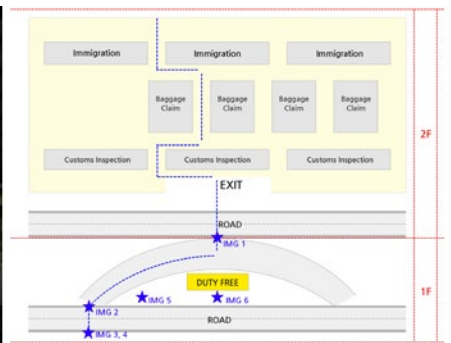 Immigration
Immigration
Immigration
Baggage
Claim
Baggage
Claim
Baggage
Claim
Baggage
Claim
2F
Customs Inspection
Customs Inspection
Customs Inspection
EXIT
ROAD
IMG 1
DUTY FREE
1F
IMG 5
IMG 6
IMG 2
ROAD
IMG 3, 4